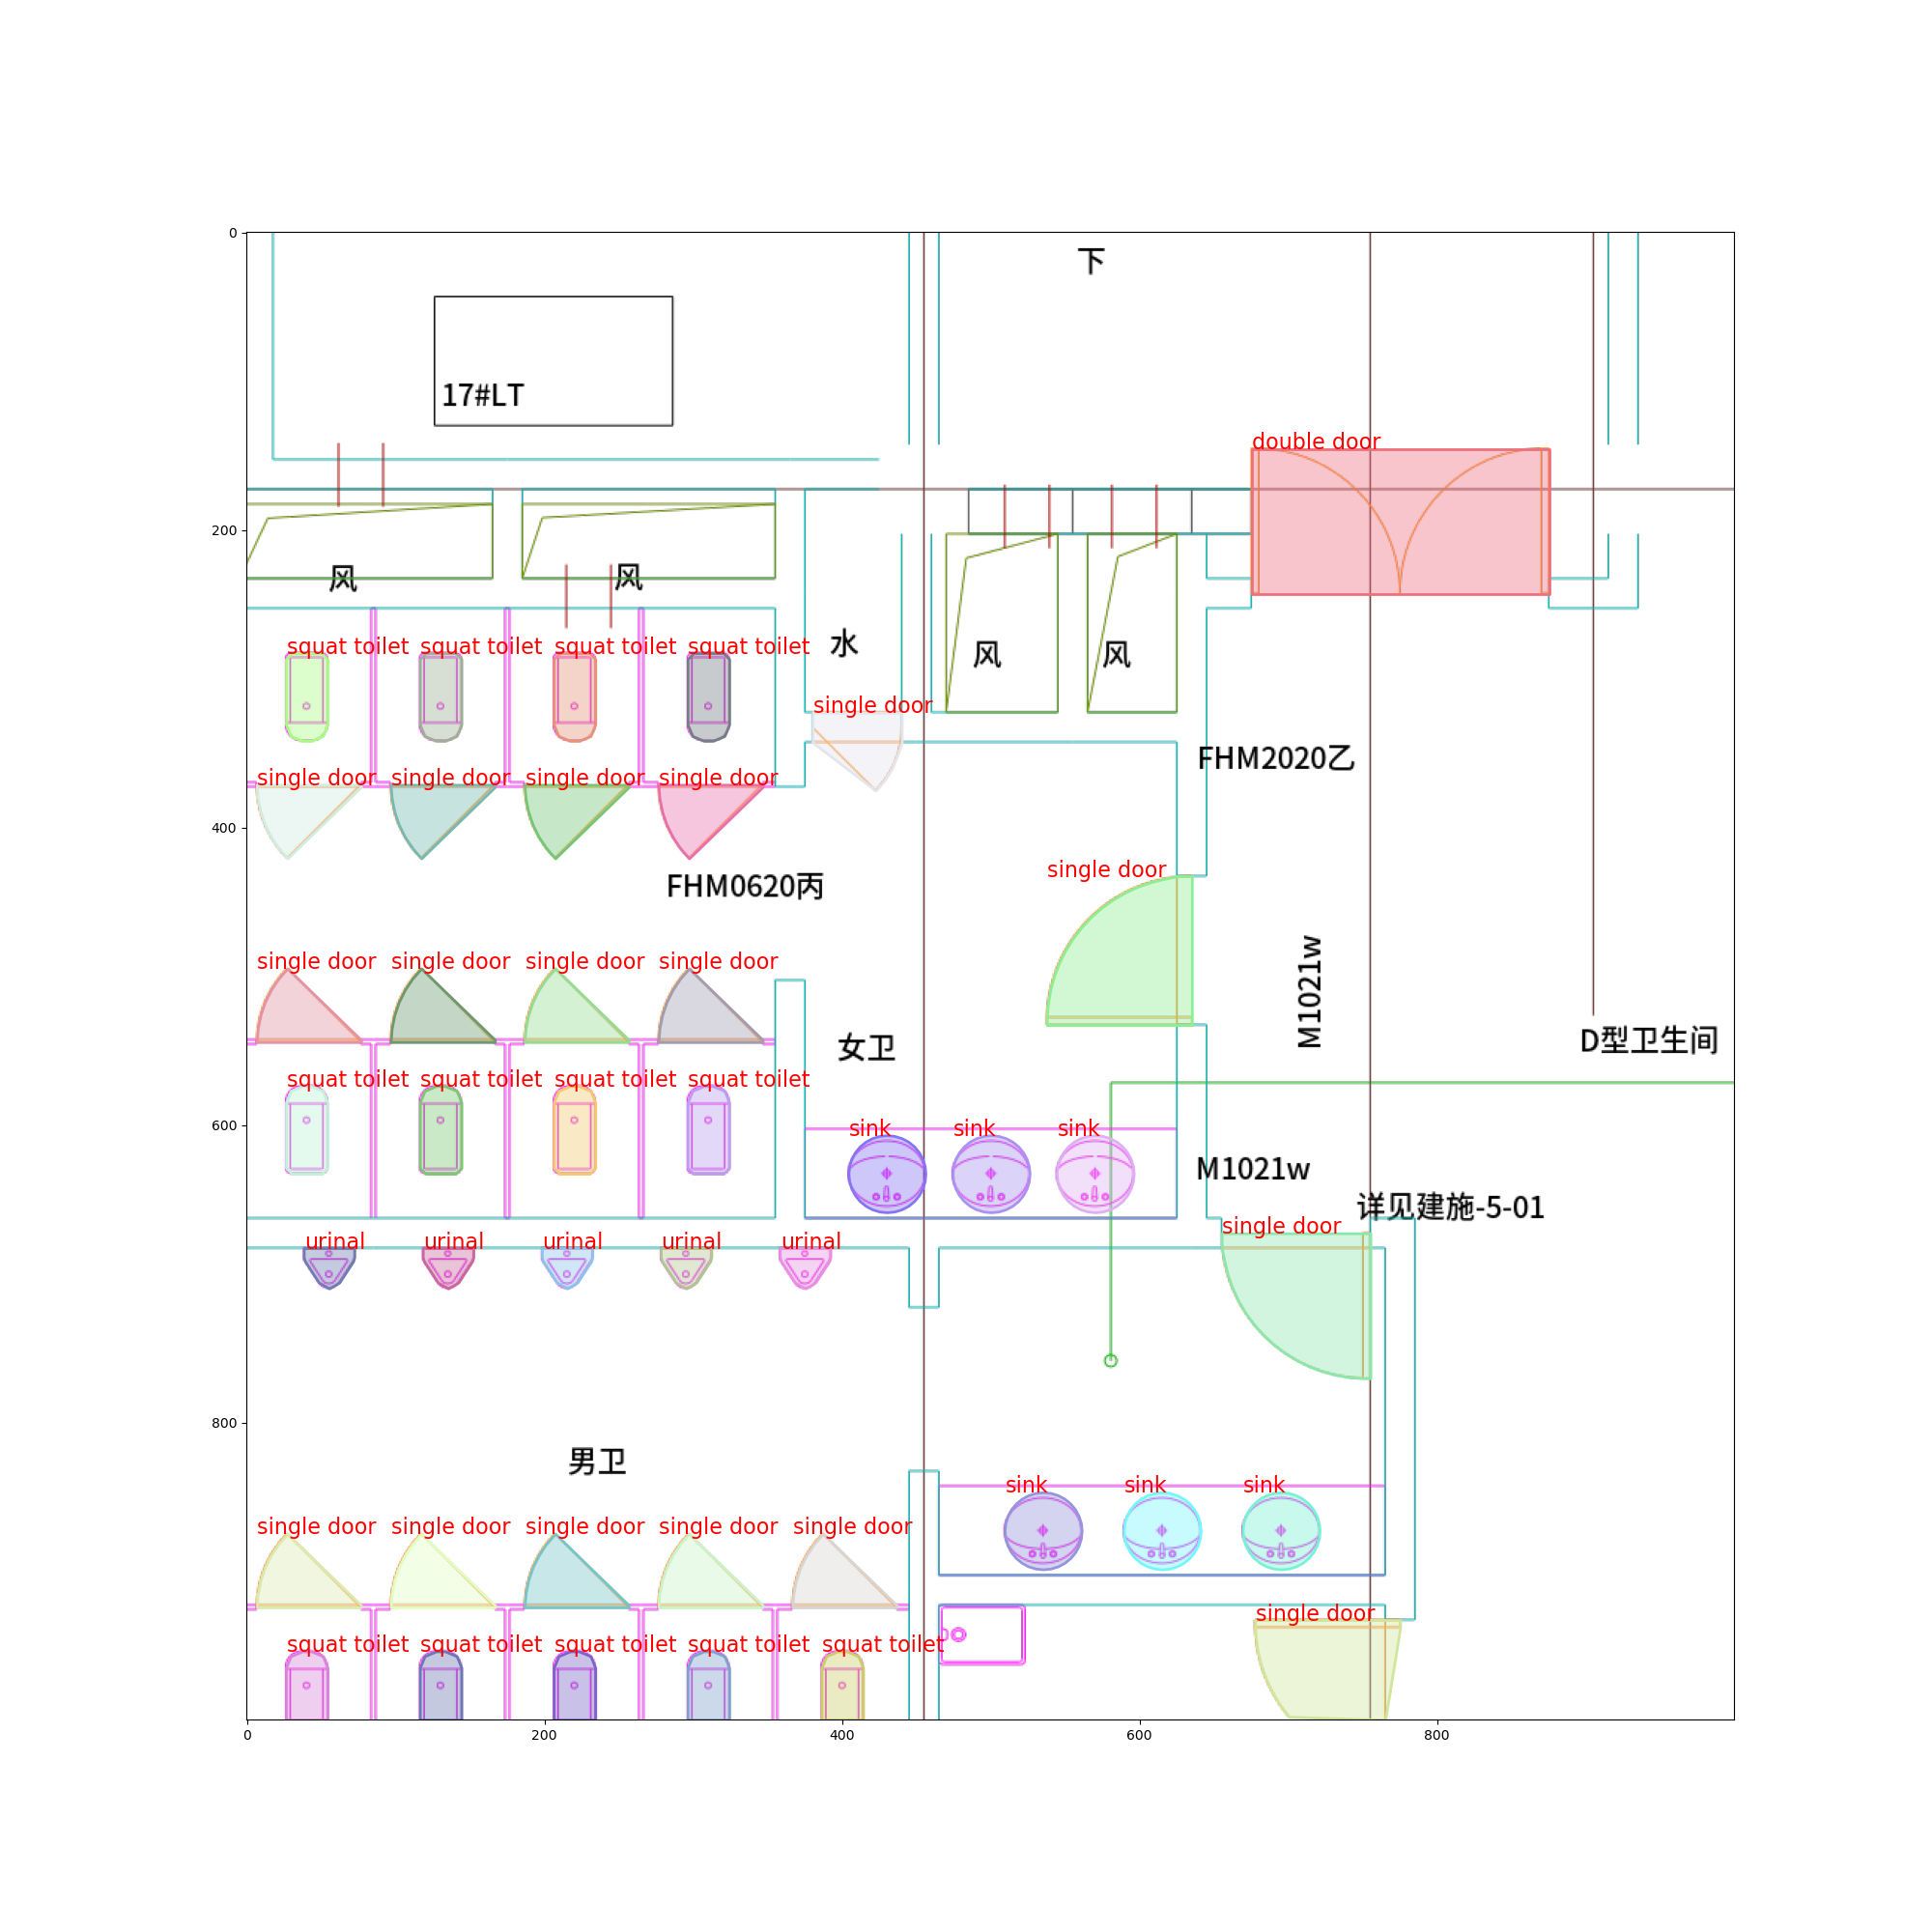 0
下
17#LT
double door
200
风
风
水
风
风
squat toilet squat toilet squat toilet squat toilet
single door
FHM2020乙
single door single door single door single door
400
single door
FHM0620丙
M1021w
single door single door single door single door
D型卫生间
女卫
squat toilet squat toilet squat toilet squat toilet
600
sink sink sink
M1021w
详见建施-5-01
single door
urinal urinal urinal urinal urinal
800
男卫
sink sink sink
single door single door single door single door single door
single door
squat toilet squat toilet squat toilet squat toilet squat toilet
0 200 400 600 800